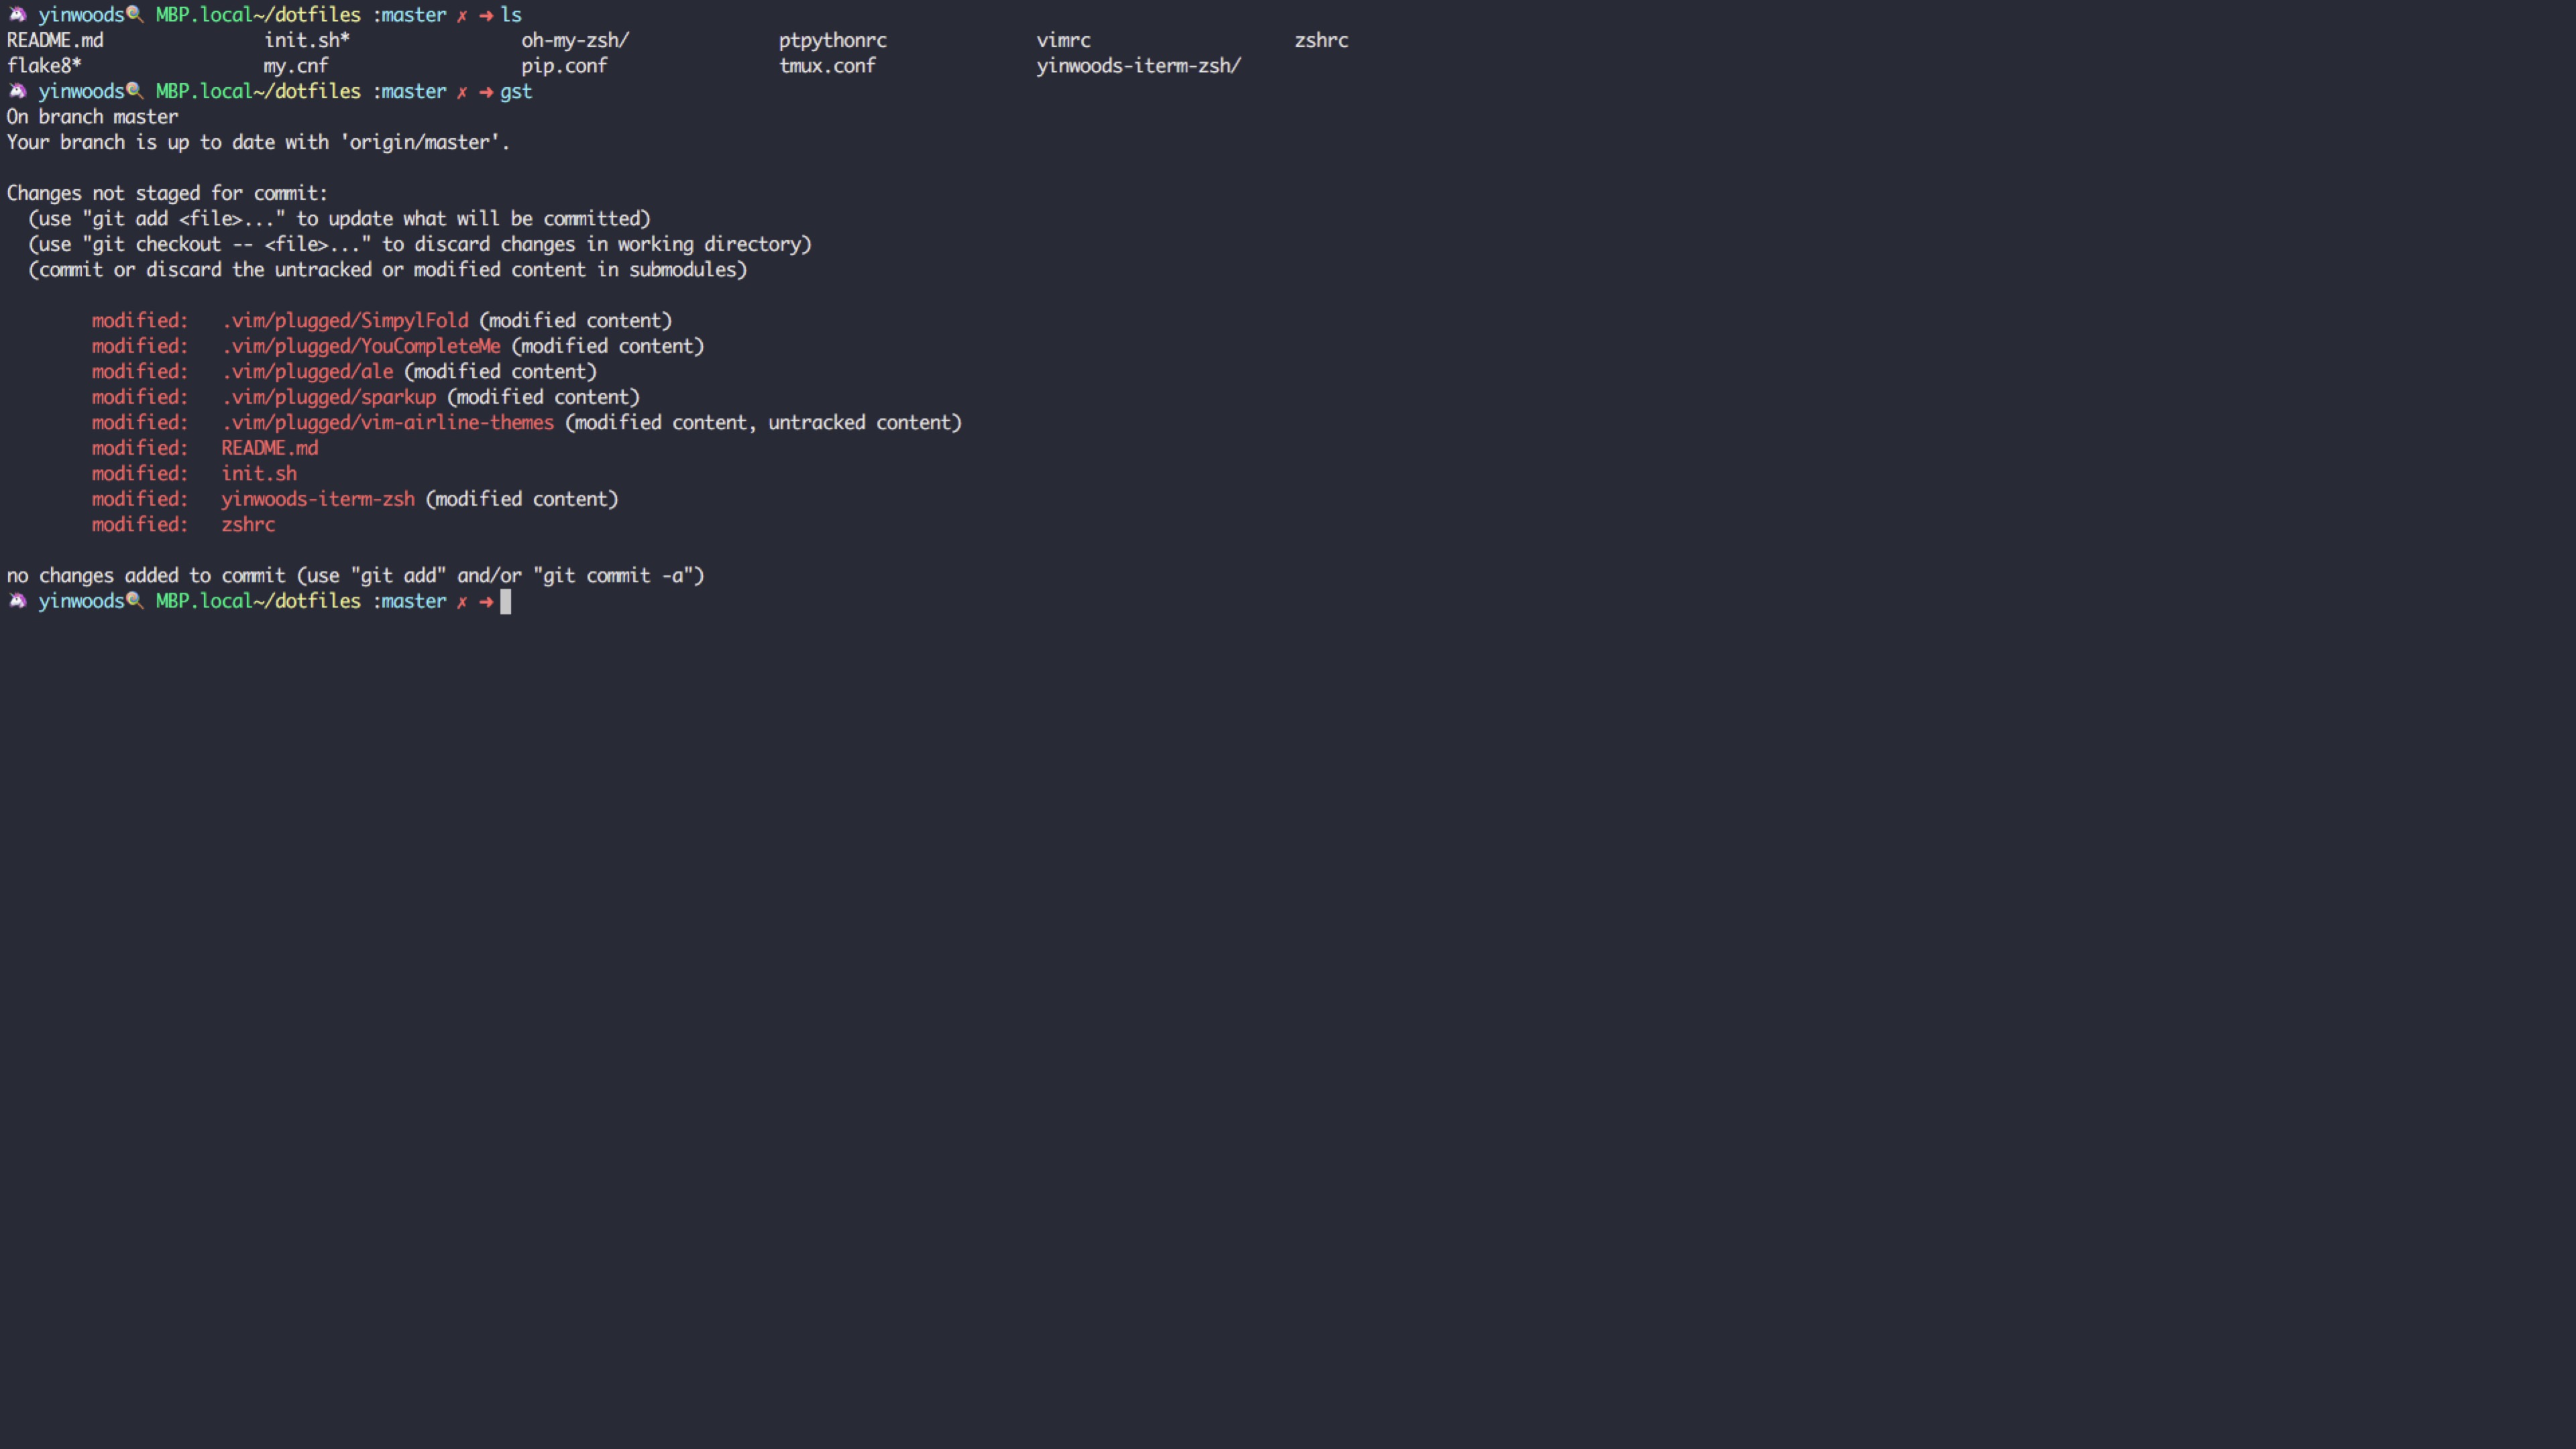 🦄 yinwoods🍭 MBP.local~/dotfiles :master ✗ ➜ ls
README.md init.sh* oh-my-zsh/ ptpythonrc vimrc zshrc
flake8* my.cnf pip.conf tmux.conf yinwoods-iterm-zsh/
🦄 yinwoods🍭 MBP.local~/dotfiles :master ✗ ➜ gst
On branch master
Your branch is up to date with 'origin/master'.
Changes not staged for commit:
(use "git add <file>..." to update what will be committed)
(use "git checkout -- <file>..." to discard changes in working directory)
(commit or discard the untracked or modified content in submodules)
modified: .vim/plugged/SimpylFold (modified content)
modified: .vim/plugged/YouCompleteMe (modified content)
modified: .vim/plugged/ale (modified content)
modified: .vim/plugged/sparkup (modified content)
modified: .vim/plugged/vim-airline-themes (modified content, untracked content)
modified: README.md
modified: init.sh
modified: yinwoods-iterm-zsh (modified content)
modified: zshrc
no changes added to commit (use "git add" and/or "git commit -a")
🦄 yinwoods🍭 MBP.local~/dotfiles :master ✗ ➜